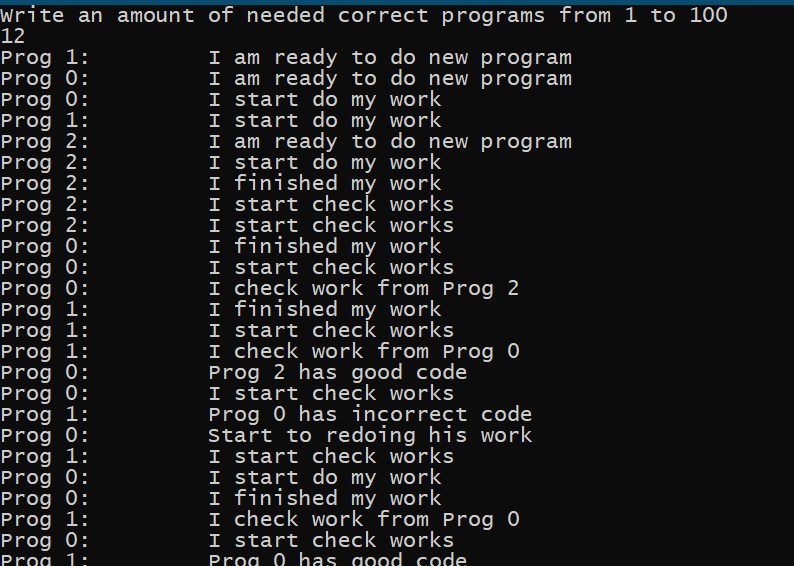 Write an amount of needed correct programs from 1 to 100
12
Prog 1: I am ready to do new program
Prog 0: I am ready to do new program
Prog 0: I start do my work
Prog 1: I start do my work
Prog 2: I am ready to do new program
Prog 2: I start do my work
Prog 2: I finished my work
Prog 2: I start check works
Prog 2: I start check works
Prog 0: I finished my work
Prog 0: I start check works
Prog 0: I check work from Prog 2
Prog 1: I finished my work
Prog 1: I start check works
Prog 1: I check work from Prog 0
Prog 0: Prog 2 has good code
Prog 0: I start check works
Prog 1: Prog 0 has incorrect code
Prog 0: Start to redoing his work
Prog 1: I start check works
Prog 0: I start do my work
Prog 0: I finished my work
Prog 1: I check work from Prog 0
Prog 0: I start check works
Prog 1: Prog 0 has good code